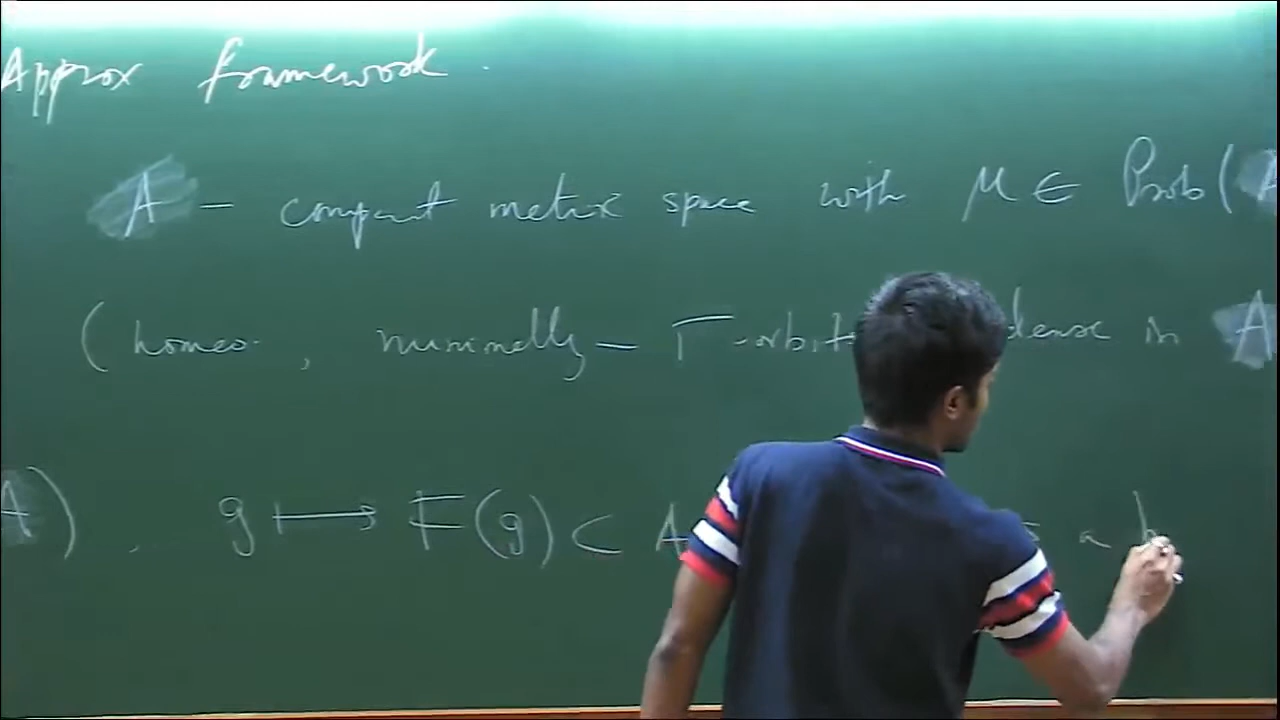 Approx framework.
A – compact metric space with μ ∈ Prob(A
(homeo. , minimally – Γ-orbit dense in A
A) , g ⟼ F(g) ⊂ A a